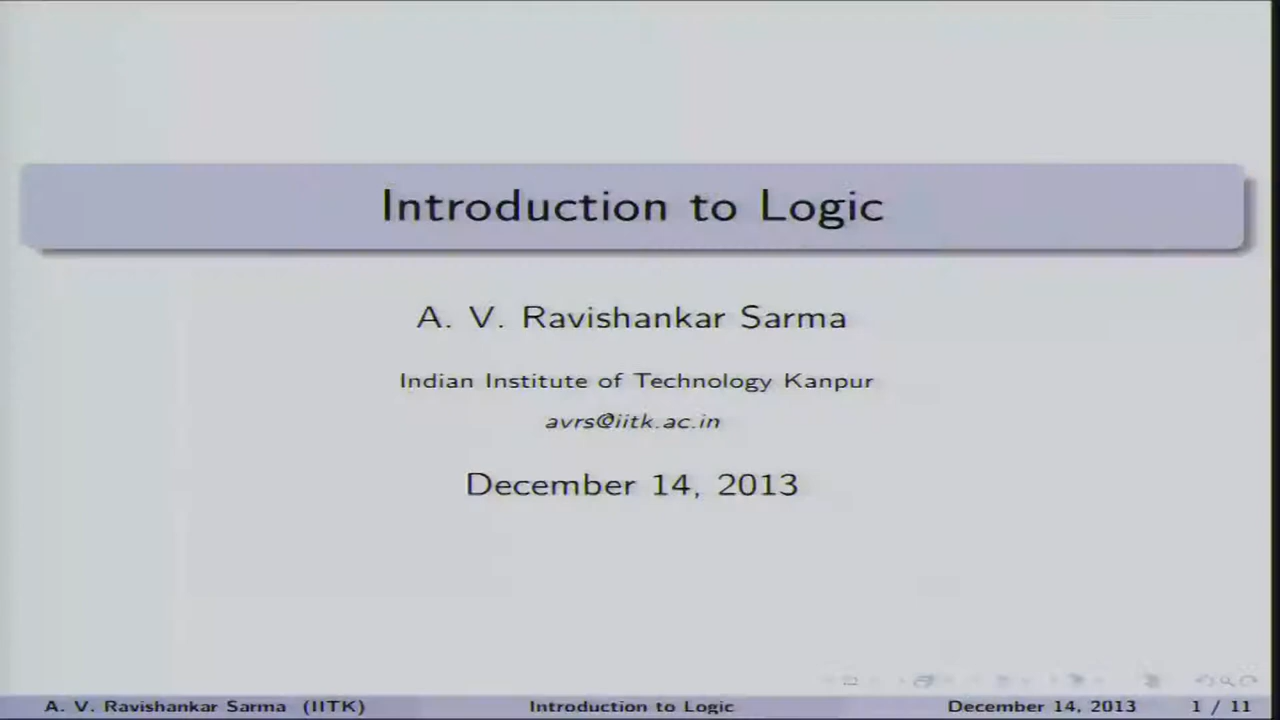 Introduction to Logic
A. V. Ravishankar Sarma
Indian Institute of Technology Kanpur
avrs@iitk.ac.in
December 14, 2013
A. V. Ravishankar Sarma (IITK) Introduction to Logic December 14, 2013 1 / 11